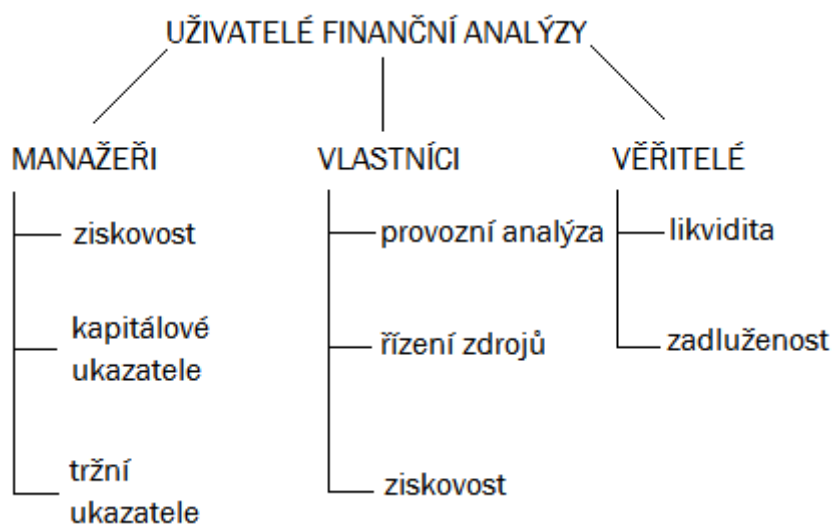 UŽIVATELÉ FINANČNÍ ANALÝZY
MANAŽEŘI
ziskovost
kapitálové
ukazatele
tržní
ukazatele
VLASTNÍCI
provozní analýza
řízení zdrojů
ziskovost
VĚŘITELÉ
likvidita
zadluženost